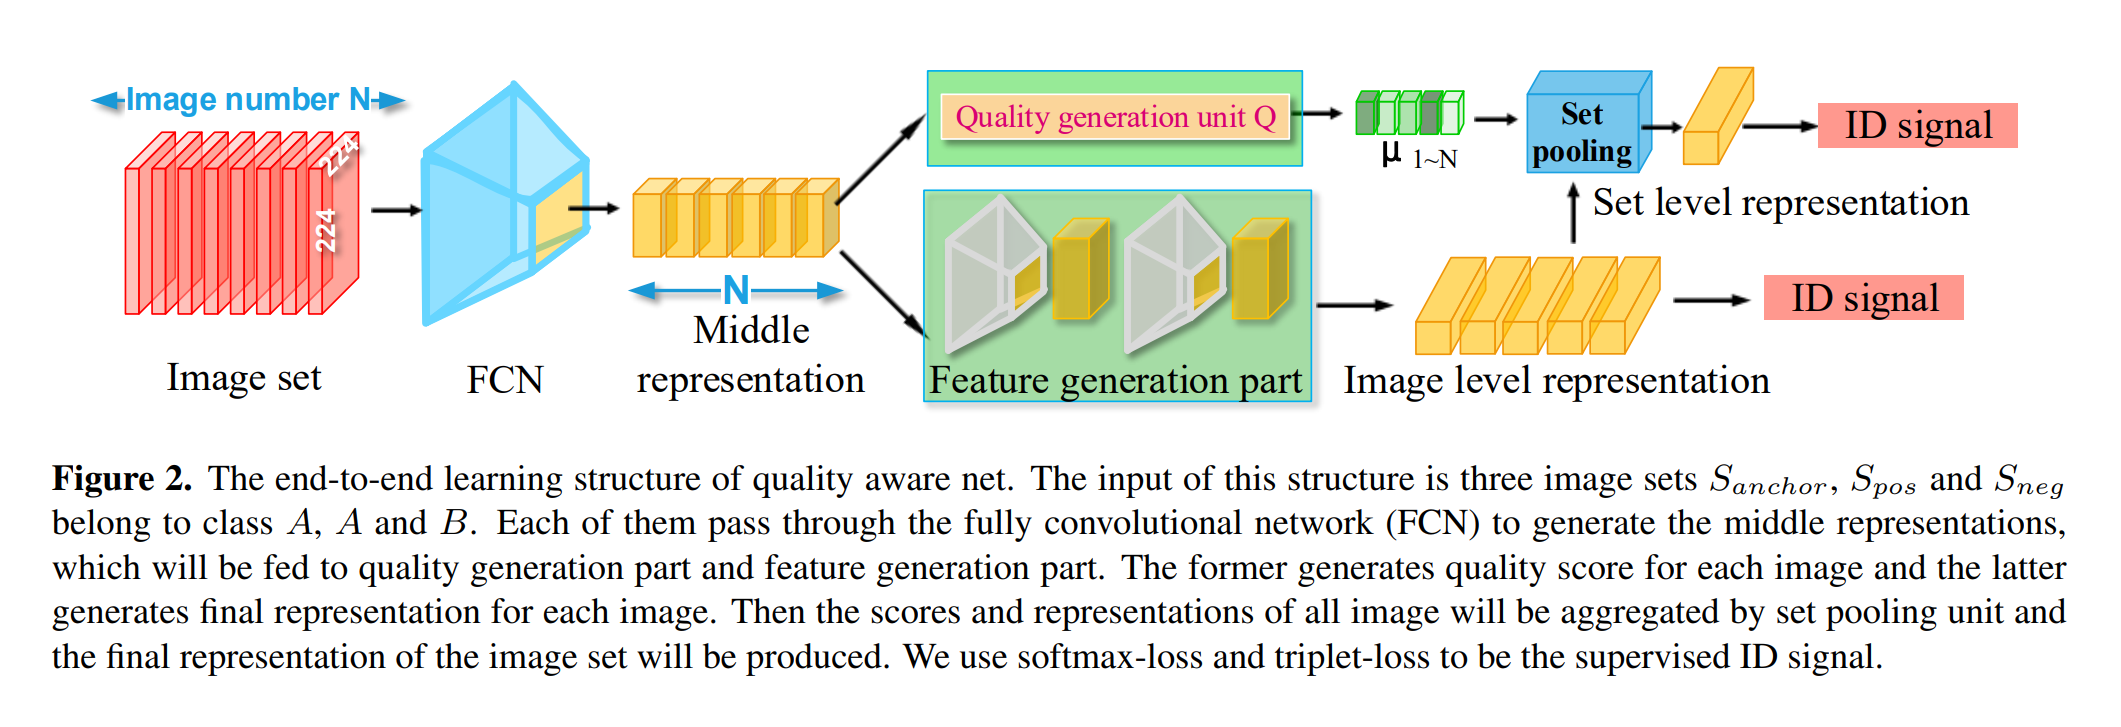 Image number N
224
224
Image set
FCN
N
Middle
representation
Quality generation unit Q
Feature generation part
μ 1~N
Set
pooling
ID signal
Set level representation
ID signal
Image level representation
Figure 2. The end-to-end learning structure of quality aware net. The input of this structure is three image sets S_anchor, S_pos and S_neg
belong to class A, A and B. Each of them pass through the fully convolutional network (FCN) to generate the middle representations,
which will be fed to quality generation part and feature generation part. The former generates quality score for each image and the latter
generates final representation for each image. Then the scores and representations of all image will be aggregated by set pooling unit and
the final representation of the image set will be produced. We use softmax-loss and triplet-loss to be the supervised ID signal.